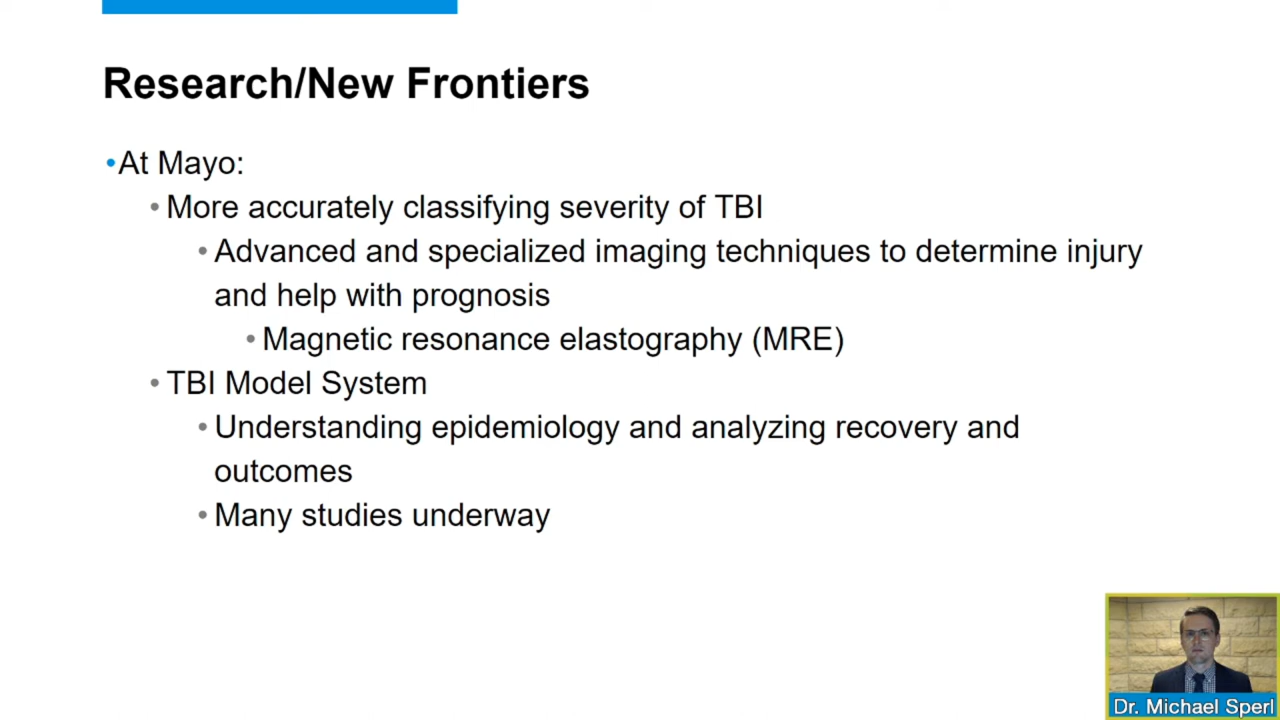 Research/New Frontiers
•At Mayo:
•More accurately classifying severity of TBI
•Advanced and specialized imaging techniques to determine injury
and help with prognosis
•Magnetic resonance elastography (MRE)
•TBI Model System
•Understanding epidemiology and analyzing recovery and
outcomes
•Many studies underway
Dr. Michael Sperl